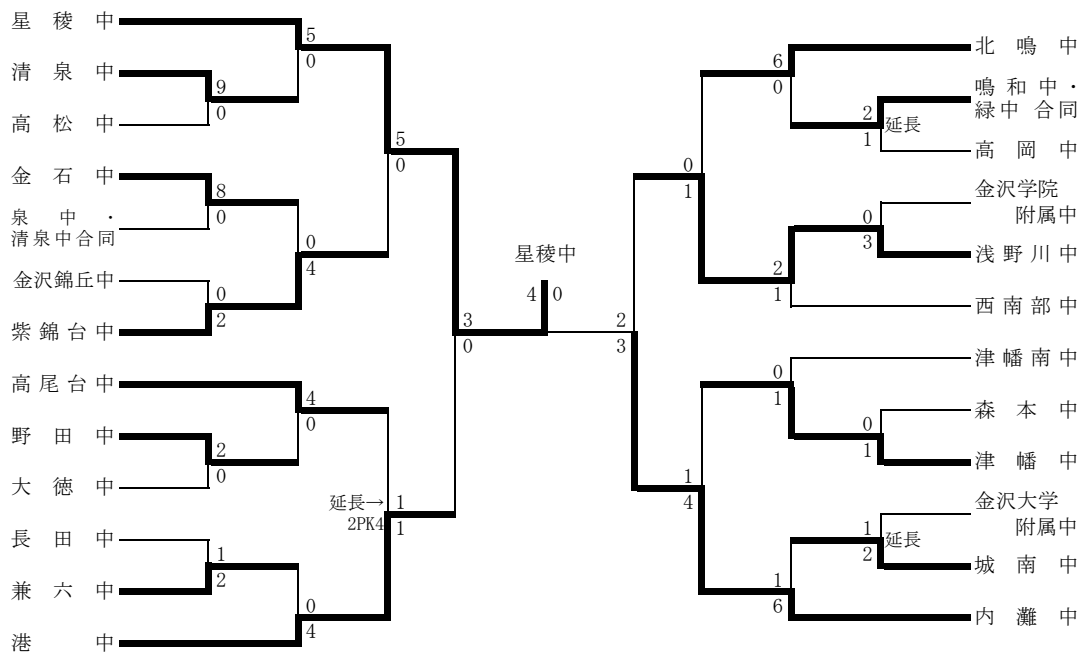 星稜中
5
0
清泉中
9
0
高松中
5
0
金石中
8
0
泉中・
清泉中合同
0
4
金沢錦丘中
0
2
紫錦台中
3
0
高尾台中
4
0
野田中
2
0
大徳中
延長→
2PK4
1
1
長田中
1
2
兼六中
0
4
港中
星稜中
4 0
北鳴中
6
0
鳴和中・
緑中 合同
2
延長
1
高岡中
0
1
金沢学院
附属中
0
3
浅野川中
2
1
西南部中
2
3
津幡南中
0
1
森本中
0
1
津幡中
1
4
金沢大学
附属中
1
延長
2
城南中
1
6
内灘中